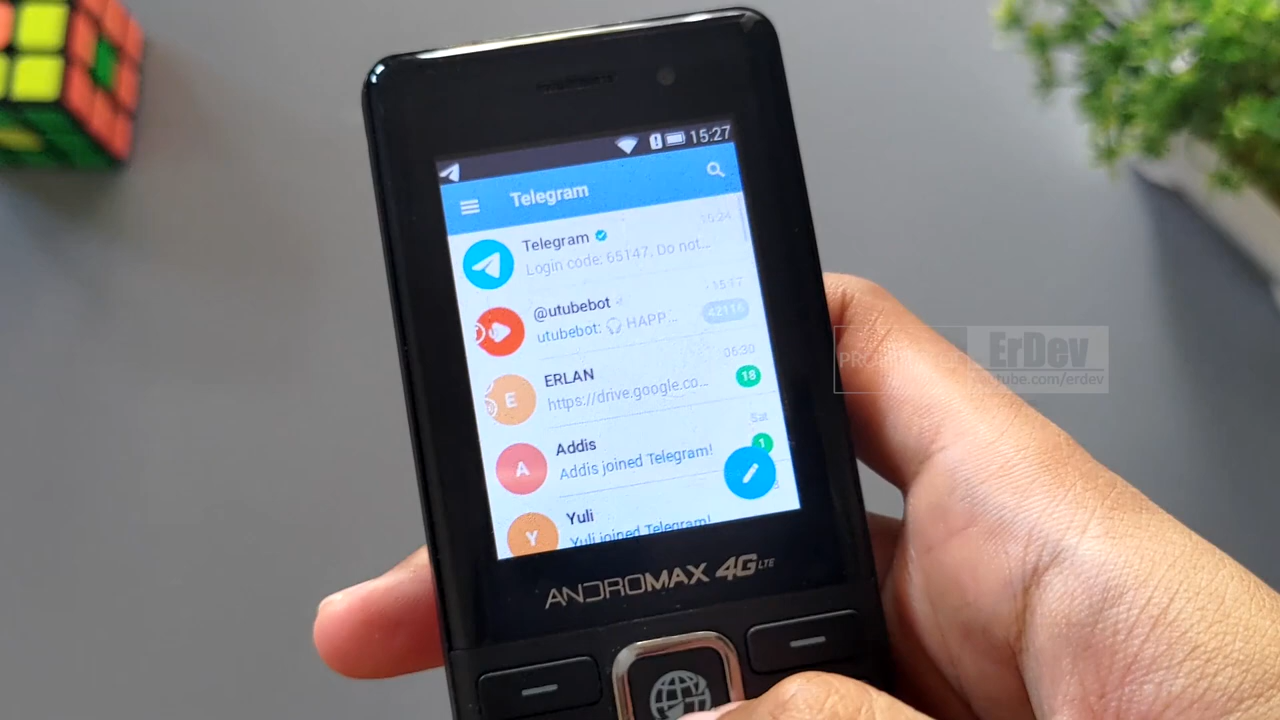 15:27
Telegram
Telegram
15:24
Login code: 65147. Do not...
@utubebot
15:17
utubebot: 🎧 HAPP...
42116
ERLAN
06:30
https://drive.google.co...
18
E
Addis
Sat
Addis joined Telegram!
1
A
Yuli
Yuli joined Telegram!
Y
ANDROMAX 4G LTE
ErDev
youtube.com/erdev